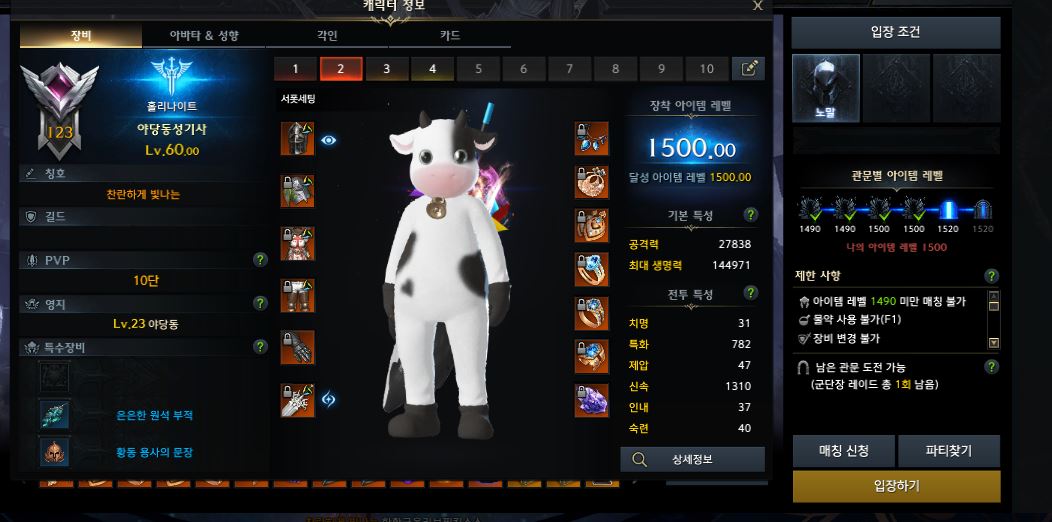 캐릭터 정보
X
장비
아바타 & 성향
각인
카드
123
홀리나이트
야당동성기사
Lv.60.00
칭호
찬란하게 빛나는
길드
PVP
?
10단
영지
?
Lv.23 야당동
특수장비
?
은은한 원석 부적
황동 용사의 문장
1 2 3 4 5 6 7 8 9 10
서폿세팅
장착 아이템 레벨
1500.00
달성 아이템 레벨 1500.00
기본 특성
?
공격력 27838
최대 생명력 144971
전투 특성
?
치명 31
특화 782
제압 47
신속 1310
인내 37
숙련 40
상세정보
입장 조건
노말
관문별 아이템 레벨
1490 1490 1500 1500 1520 1520
나의 아이템 레벨 1500
제한 사항
?
아이템 레벨 1490 미만 매칭 불가
물약 사용 불가(F1)
장비 변경 불가
남은 관문 도전 가능
?
(군단장 레이드 총 1회 남음)
매칭 신청
파티찾기
입장하기